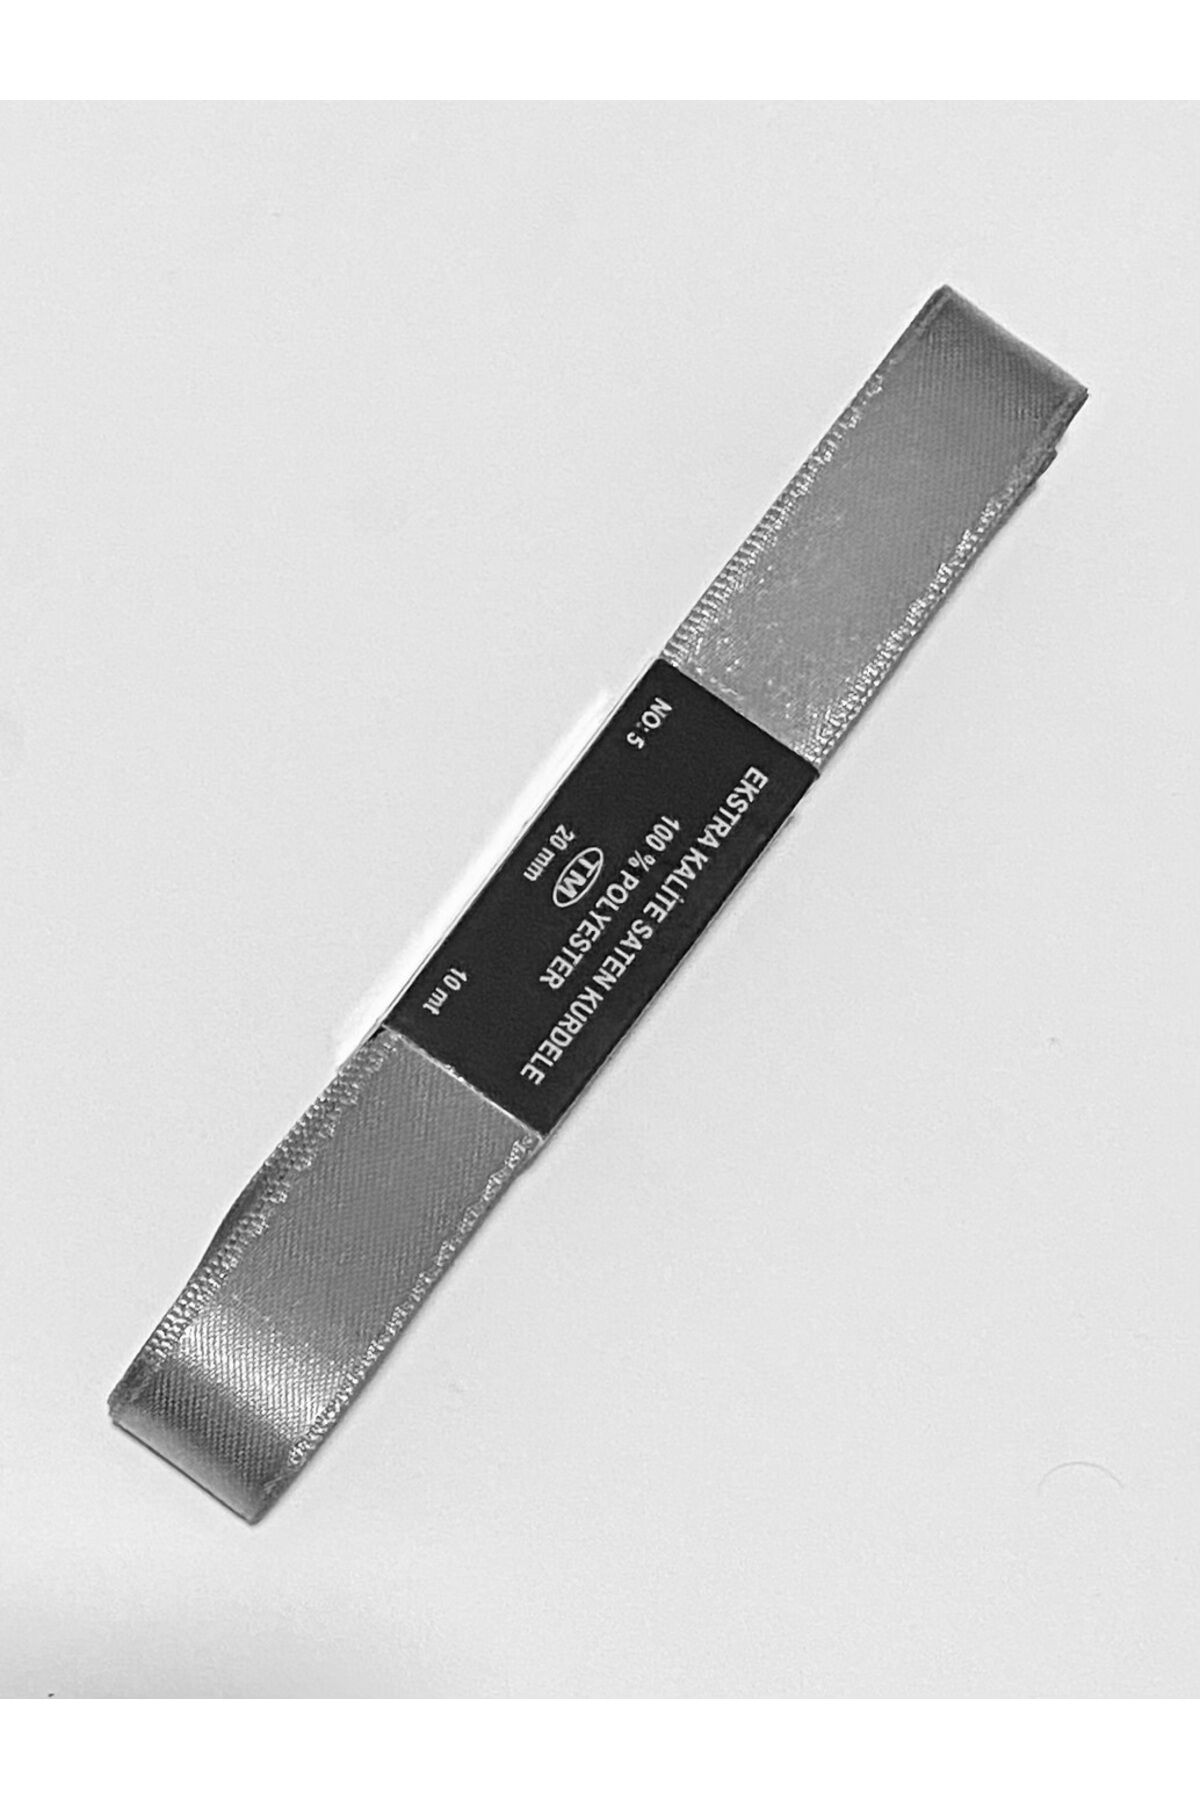 EKSTRA KALİTE SATEN KURDELE
100 % POLYESTER
TM
NO: 5
20 mm
10 mt